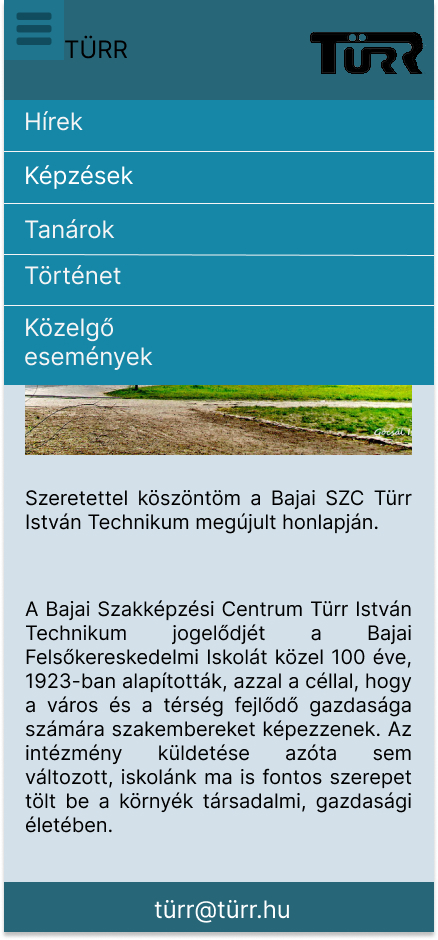 TÜRR
TÜRR
Hírek
Képzések
Tanárok
Történet
Közelgő
események
Szeretettel köszöntöm a Bajai SZC Türr
István Technikum megújult honlapján.
A Bajai Szakképzési Centrum Türr István
Technikum jogelődjét a Bajai
Felsőkereskedelmi Iskolát közel 100 éve,
1923-ban alapították, azzal a céllal, hogy
a város és a térség fejlődő gazdasága
számára szakembereket képezzenek. Az
intézmény küldetése azóta sem
változott, iskolánk ma is fontos szerepet
tölt be a környék társadalmi, gazdasági
életében.
türr@türr.hu